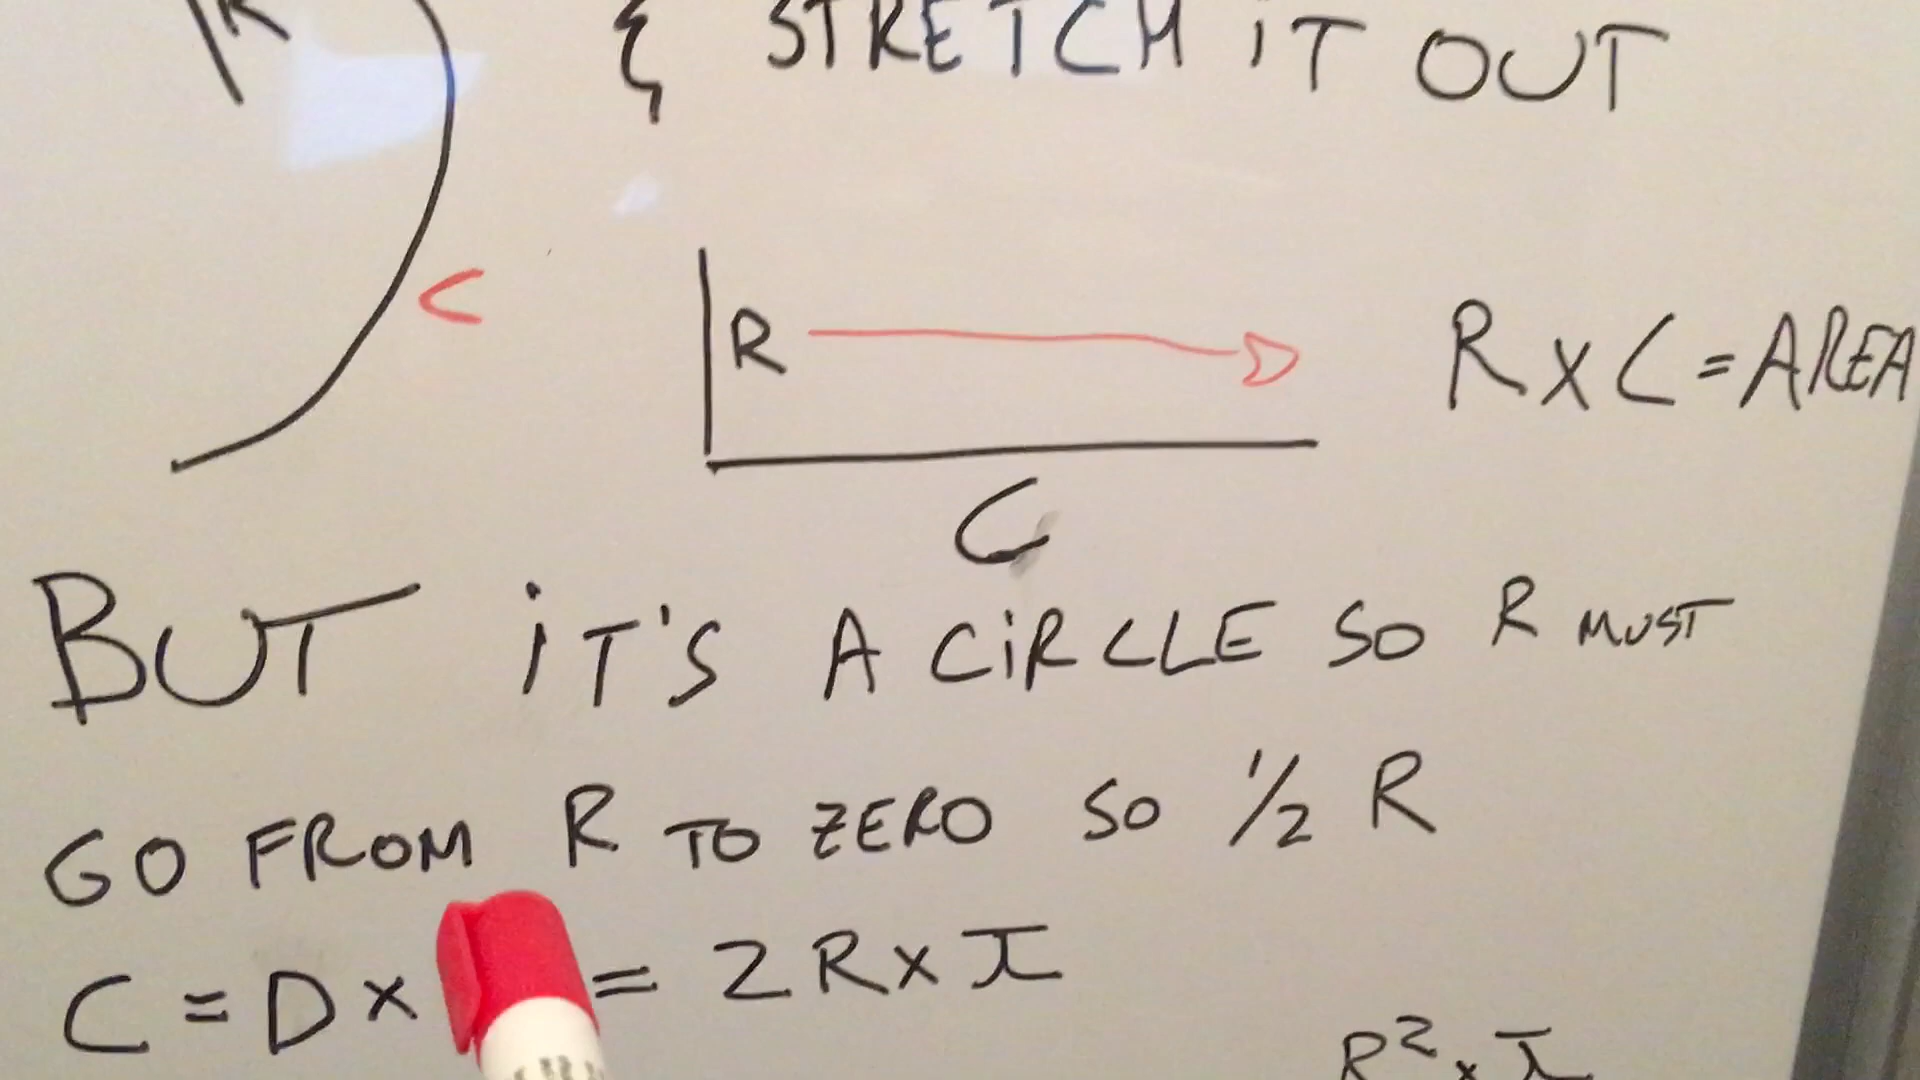 R
& STRETCH iT OUT
C
R
R x C = AREA
C
BUT iT'S A CiRCLE SO R MUST
GO FROM R TO ZERO SO 1/2 R
C = D x = 2 R x π
R² x π